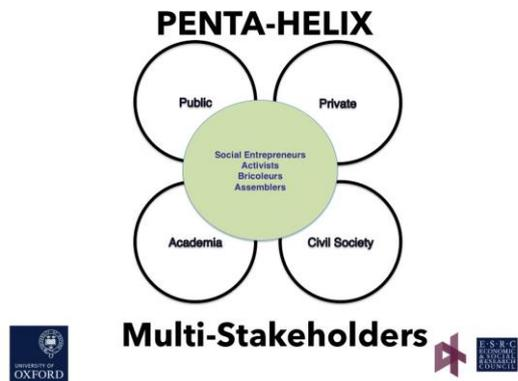 PENTA-HELIX
Public
Private
Social Entrepreneurs
Activists
Bricoleurs
Assemblers
Academia
Civil Society
Multi-Stakeholders
UNIVERSITY OF
OXFORD
E·S·R·C
ECONOMIC
& SOCIAL
RESEARCH
COUNCIL